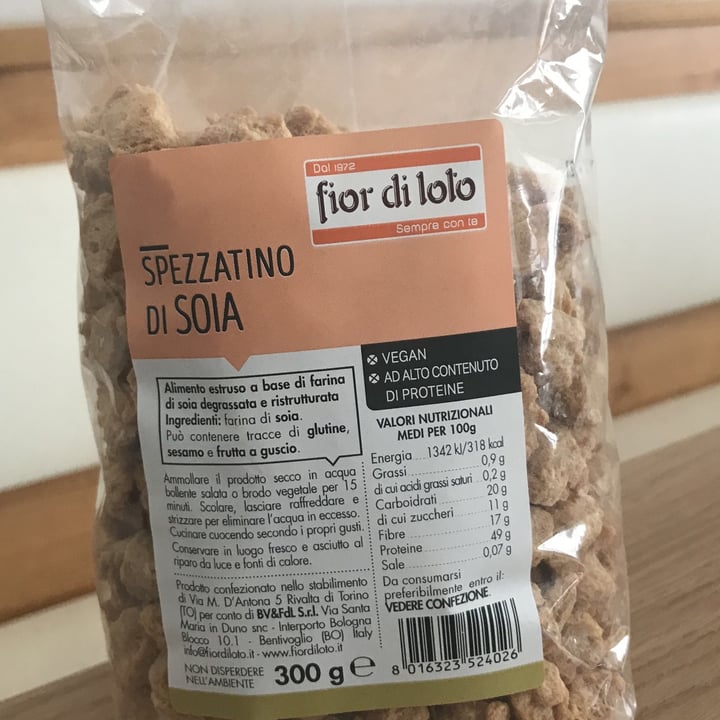 Dal 1972
fior di loto
Sempre con te
SPEZZATINO
DI SOIA
Alimento estruso a base di farina
di soia degrassata e ristrutturata
Ingredienti: farina di soia.
Può contenere tracce di glutine,
sesamo e frutta a guscio.
Ammollare il prodotto secco in acqua
bollente salata o brodo vegetale per 15
minuti. Scolare, lasciare raffreddare e
strizzare per eliminare l'acqua in eccesso.
Cucinare cuocendo secondo i propri gusti.
Conservare in luogo fresco e asciutto al
riparo da luce e fonti di calore.
Prodotto confezionato nello stabilimento
di Via M. D'Antona 5 Rivalta di Torino
(TO) per conto di BV&FdL S.r.l. Via Santa
Maria in Duno snc - Interporto Bologna
Blocco 10.1 - Bentivoglio (BO) Italy
info@fiordiloto.it - www.fiordiloto.it
NON DISPERDERE
NELL'AMBIENTE
300 g e
VEGAN
AD ALTO CONTENUTO
DI PROTEINE
VALORI NUTRIZIONALI
MEDI PER 100g
Energia 1342 kJ/318 kcal
Grassi 0,9 g
di cui acidi grassi saturi 0,2 g
Carboidrati 20 g
di cui zuccheri 11 g
Fibre 17 g
Proteine 49 g
Sale 0,07 g
Da consumarsi
preferibilmente entro il:
VEDERE CONFEZIONE.
8 016323 524026